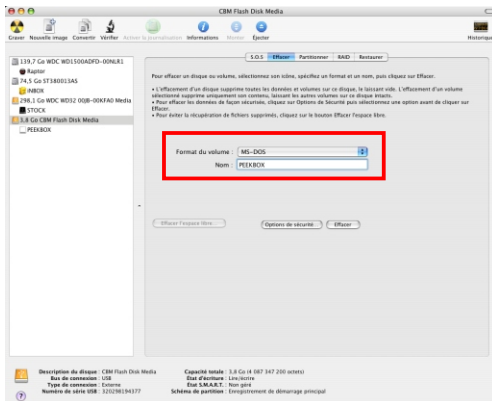 CBM Flash Disk Media
Graver Nouvelle image Convertir Vérifier Activer la journalisation Informations Monter Éjecter Historique
S.O.S Effacer Partitionner RAID Restaurer
139,7 Go WDC WD1500ADFD-00NLR1
Raptor
74,5 Go ST380013AS
INBOX
298,1 Go WDC WD32 00JB-00KFA0 Media
STOCK
3,8 Go CBM Flash Disk Media
PEEKBOX
Pour effacer un disque ou volume, sélectionnez son icône, spécifiez un format et un nom, puis cliquez sur Effacer.
• L'effacement d'un disque supprime toutes les données et volumes sur ce disque, le laissant vide. L'effacement d'un volume
sélectionné supprime uniquement son contenu, laissant les autres volumes sur ce disque intacts.
• Pour effacer les données de façon sécurisée, cliquez sur Options de Sécurité puis sélectionnez une option avant de cliquer sur
Effacer.
• Pour éviter la récupération de fichiers supprimés, cliquez sur le bouton Effacer l'espace libre.
Format du volume : MS-DOS
Nom : PEEKBOX
Effacer l'espace libre... Options de sécurité Effacer
Description du disque : CBM Flash Disk Media Capacité totale : 3,8 Go (4 087 347 200 octets)
Bus de connexion : USB État d'écriture : Lire/écrire
Type de connexion : Externe État S.M.A.R.T. : Non géré
Numéro de série USB : 320298194377 Schéma de partition : Enregistrement de démarrage principal